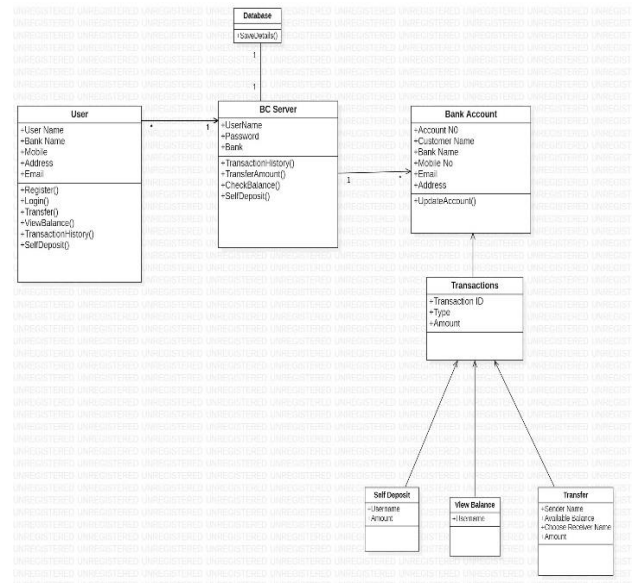 Database
+SaveDetails()
1
1
User
+User Name
+Bank Name
+Mobile
+Address
+Email
+Register()
+Login()
+Transfer()
+ViewBalance()
+TransactionHistory()
+SelfDeposit()
*
1
BC Server
+UserName
+Password
+Bank
+TransactionHistory()
+TransferAmount()
+CheckBalance()
+SelfDeposit()
1
*
Bank Account
+Account N0
+Customer Name
+Bank Name
+Mobile No
+Email
+Address
+UpdateAccount()
Transactions
+Transaction ID
+Type
+Amount
Self Deposit
+Username
Amount
View Balance
+Username
Transfer
+Sender Name
+Available Balance
+Choose Receiver Name
+Amount
UNREGISTERED